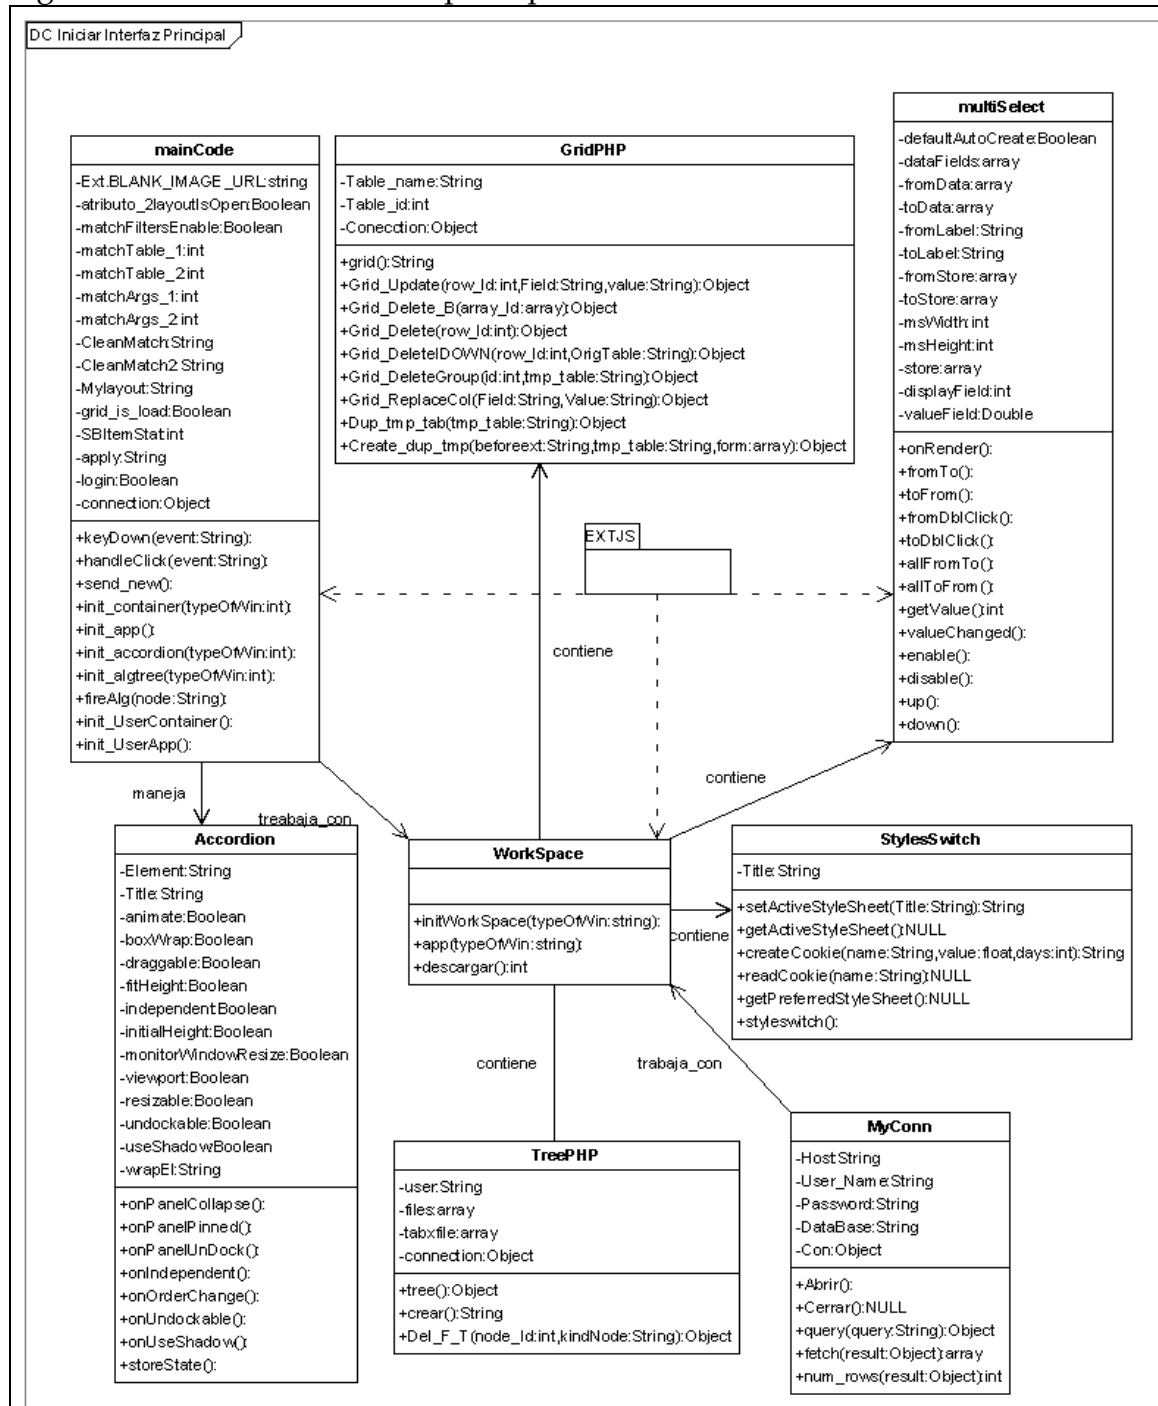 DC Iniciar Interfaz Principal
mainCode
-Ext.BLANK_IMAGE_URL:string
-atributo_2layoutIsOpen:Boolean
-matchFiltersEnable:Boolean
-matchTable_1:int
-matchTable_2:int
-matchArgs_1:int
-matchArgs_2:int
-CleanMatch:String
-CleanMatch2:String
-Mylayout:String
-grid_is_load:Boolean
-SBItemStat:int
-apply:String
-login:Boolean
-connection:Object
+keyDown(event:String):
+handleClick(event:String):
+send_new():
+init_container(typeOfWin:int):
+init_app():
+init_accordion(typeOfWin:int):
+init_algtree(typeOfWin:int):
+fireAlg(node:String):
+init_UserContainer():
+init_UserApp():
GridPHP
-Table_name:String
-Table_id:int
-Conecction:Object
+grid():String
+Grid_Update(row_Id:int,Field:String,value:String):Object
+Grid_Delete_B(array_Id:array):Object
+Grid_Delete(row_Id:int):Object
+Grid_DeleteIDOWN(row_Id:int,OrigTable:String):Object
+Grid_DeleteGroup(id:int,tmp_table:String):Object
+Grid_ReplaceCol(Field:String,Value:String):Object
+Dup_tmp_tab(tmp_table:String):Object
+Create_dup_tmp(beforeext:String,tmp_table:String,form:array):Object
multiSelect
-defaultAutoCreate:Boolean
-dataFields:array
-fromData:array
-toData:array
-fromLabel:String
-toLabel:String
-fromStore:array
-toStore:array
-msWidth:int
-msHeight:int
-store:array
-displayField:int
-valueField:Double
+onRender():
+fromTo():
+toFrom():
+fromDblClick():
+toDblClick():
+allFromTo():
+allToFrom():
+getValue():int
+valueChanged():
+enable():
+disable():
+up():
+down():
EXTJS
contiene
contiene
maneja
treabaja_con
Accordion
-Element:String
-Title:String
-animate:Boolean
-boxWrap:Boolean
-draggable:Boolean
-fitHeight:Boolean
-independent:Boolean
-initialHeight:Boolean
-monitorWindowResize:Boolean
-viewport:Boolean
-resizable:Boolean
-undockable:Boolean
-useShadow:Boolean
-wrapEl:String
+onPanelCollapse():
+onPanelPinned():
+onPanelUnDock():
+onIndependent():
+onOrderChange():
+onUndockable():
+onUseShadow():
+storeState():
WorkSpace
+initWorkSpace(typeOfWin:string):
+app(typeOfWin:string):
+descargar():int
contiene
StylesSwitch
-Title:String
+setActiveStyleSheet(Title:String):String
+getActiveStyleSheet():NULL
+createCookie(name:String,value:float,days:int):String
+readCookie(name:String):NULL
+getPreferredStyleSheet():NULL
+styleswitch():
contiene
trabaja_con
TreePHP
-user:String
-files:array
-tabxfile:array
-connection:Object
+tree():Object
+crear():String
+Del_F_T(node_Id:int,kindNode:String):Object
MyConn
-Host:String
-User_Name:String
-Password:String
-DataBase:String
-Con:Object
+Abrir():
+Cerrar():NULL
+query(query:String):Object
+fetch(result:Object):array
+num_rows(result:Object):int